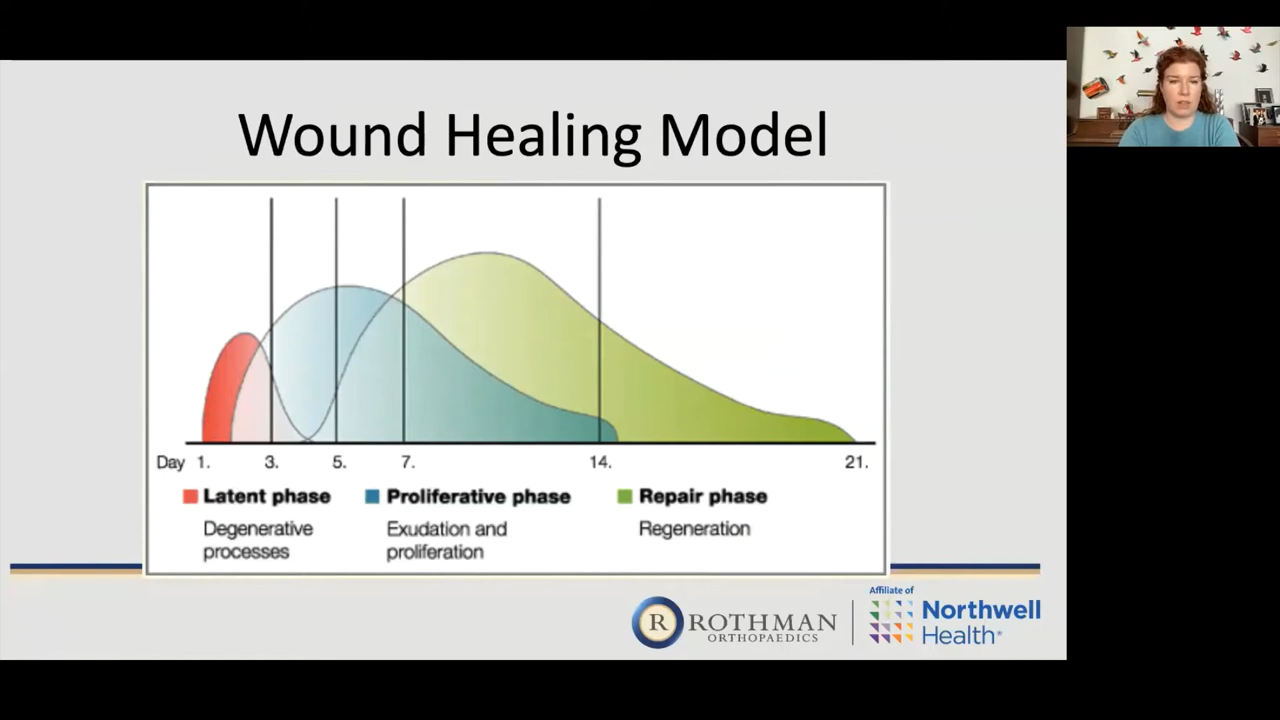 Wound Healing Model
Day 1. 3. 5. 7. 14. 21.
Latent phase
Degenerative
processes
Proliferative phase
Exudation and
proliferation
Repair phase
Regeneration
R ROTHMAN
ORTHOPAEDICS
Affiliate of
Northwell
Health®